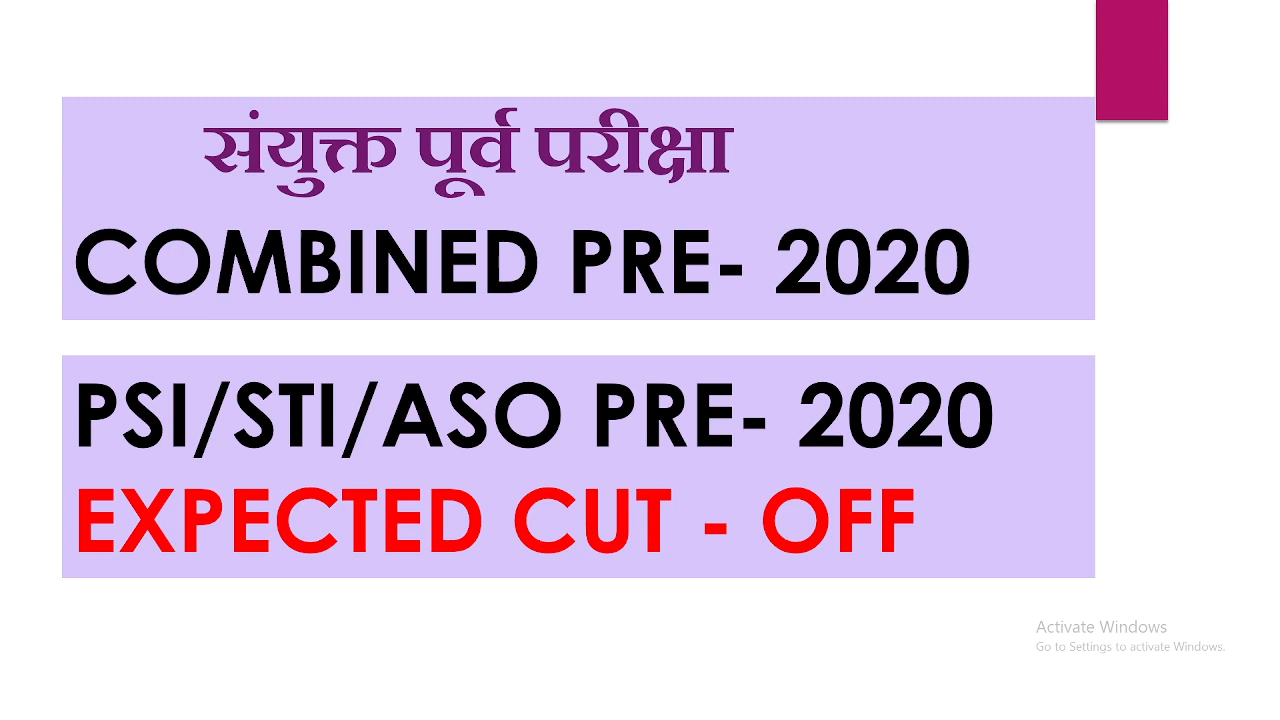 संयुक्त पूर्व परीक्षा
COMBINED PRE- 2020
PSI/STI/ASO PRE- 2020
EXPECTED CUT - OFF
Activate Windows
Go to Settings to activate Windows.